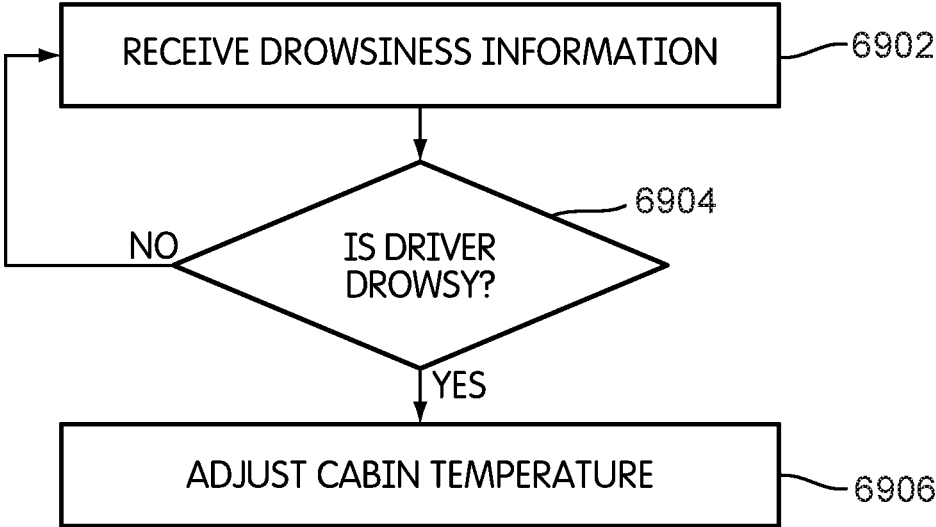 RECEIVE DROWSINESS INFORMATION
6902
6904
IS DRIVER
DROWSY?
NO
YES
ADJUST CABIN TEMPERATURE
6906